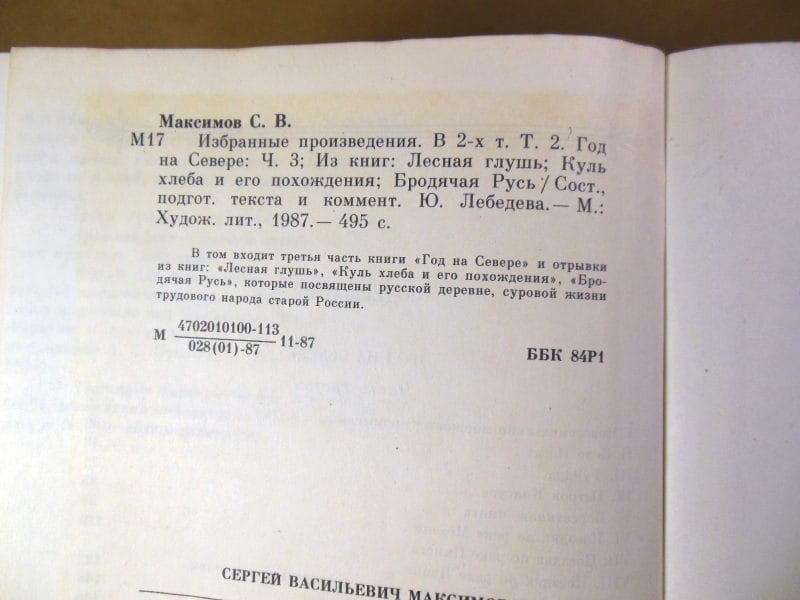 Максимов С. В.
М17 Избранные произведения. В 2-х т. Т. 2. Год
на Севере: Ч. 3; Из книг: Лесная глушь; Куль
хлеба и его похождения; Бродячая Русь / Сост.,
подгот. текста и коммент. Ю. Лебедева.— М.:
Худож. лит., 1987.— 495 с.
В том входит третья часть книги «Год на Севере» и отрывки
из книг: «Лесная глушь», «Куль хлеба и его похождения», «Бро-
дячая Русь», которые посвящены русской деревне, суровой жизни
трудового народа старой России.
М 4702010100-113 11-87
028(01)-87
ББК 84Р1
СЕРГЕЙ ВАСИЛЬЕВИЧ МАКСИМОВ